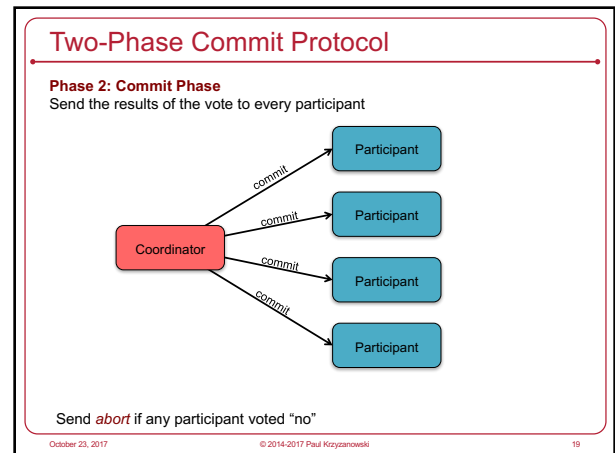 Two-Phase Commit Protocol
Phase 2: Commit Phase
Send the results of the vote to every participant
Participant
commit
Participant
commit
Coordinator
commit
Participant
commit
Participant
Send abort if any participant voted “no”
October 23, 2017
© 2014-2017 Paul Krzyzanowski
19